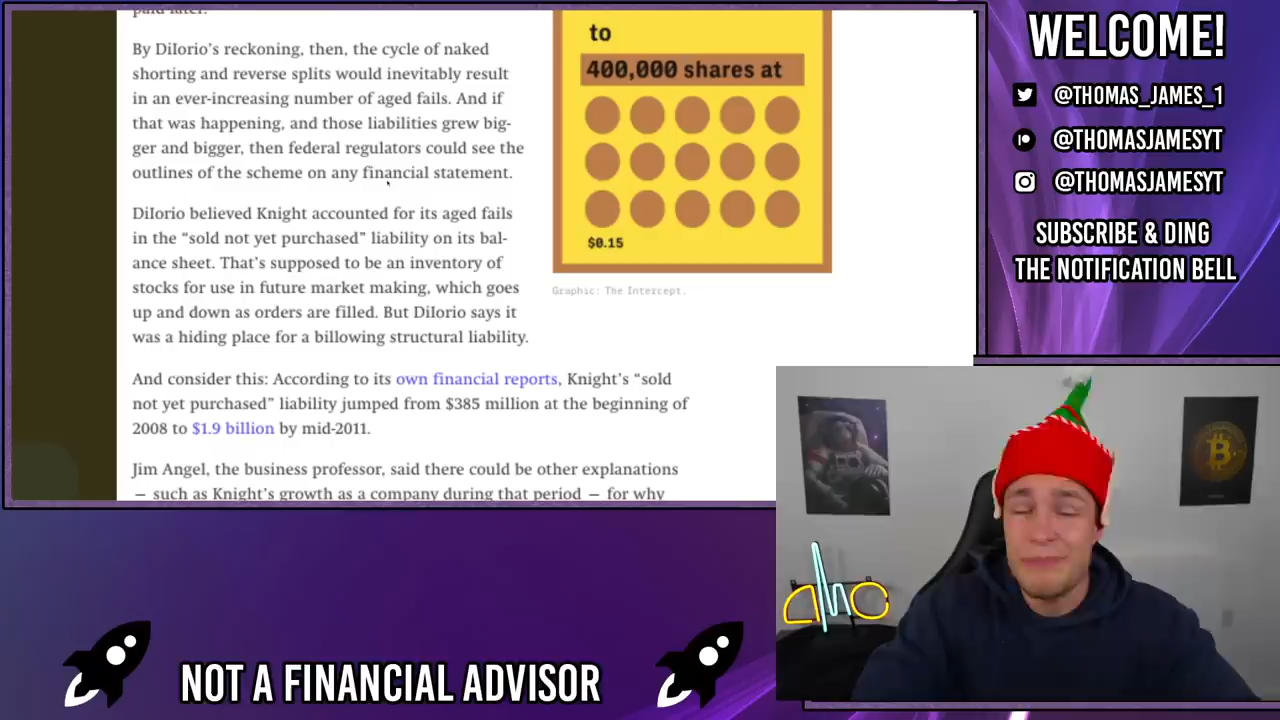 paid later.
By DiIorio's reckoning, then, the cycle of naked
shorting and reverse splits would inevitably result
in an ever-increasing number of aged fails. And if
that was happening, and those liabilities grew big-
ger and bigger, then federal regulators could see the
outlines of the scheme on any financial statement.
DiIorio believed Knight accounted for its aged fails
in the “sold not yet purchased” liability on its bal-
ance sheet. That's supposed to be an inventory of
stocks for use in future market making, which goes
up and down as orders are filled. But DiIorio says it
was a hiding place for a billowing structural liability.
And consider this: According to its own financial reports, Knight's “sold
not yet purchased” liability jumped from $385 million at the beginning of
2008 to $1.9 billion by mid-2011.
Jim Angel, the business professor, said there could be other explanations
— such as Knight's growth as a company during that period — for why
to
400,000 shares at
$0.15
Graphic: The Intercept.
WELCOME!
@THOMAS_JAMES_1
@THOMASJAMESYT
@THOMASJAMESYT
SUBSCRIBE & DING
THE NOTIFICATION BELL
NOT A FINANCIAL ADVISOR